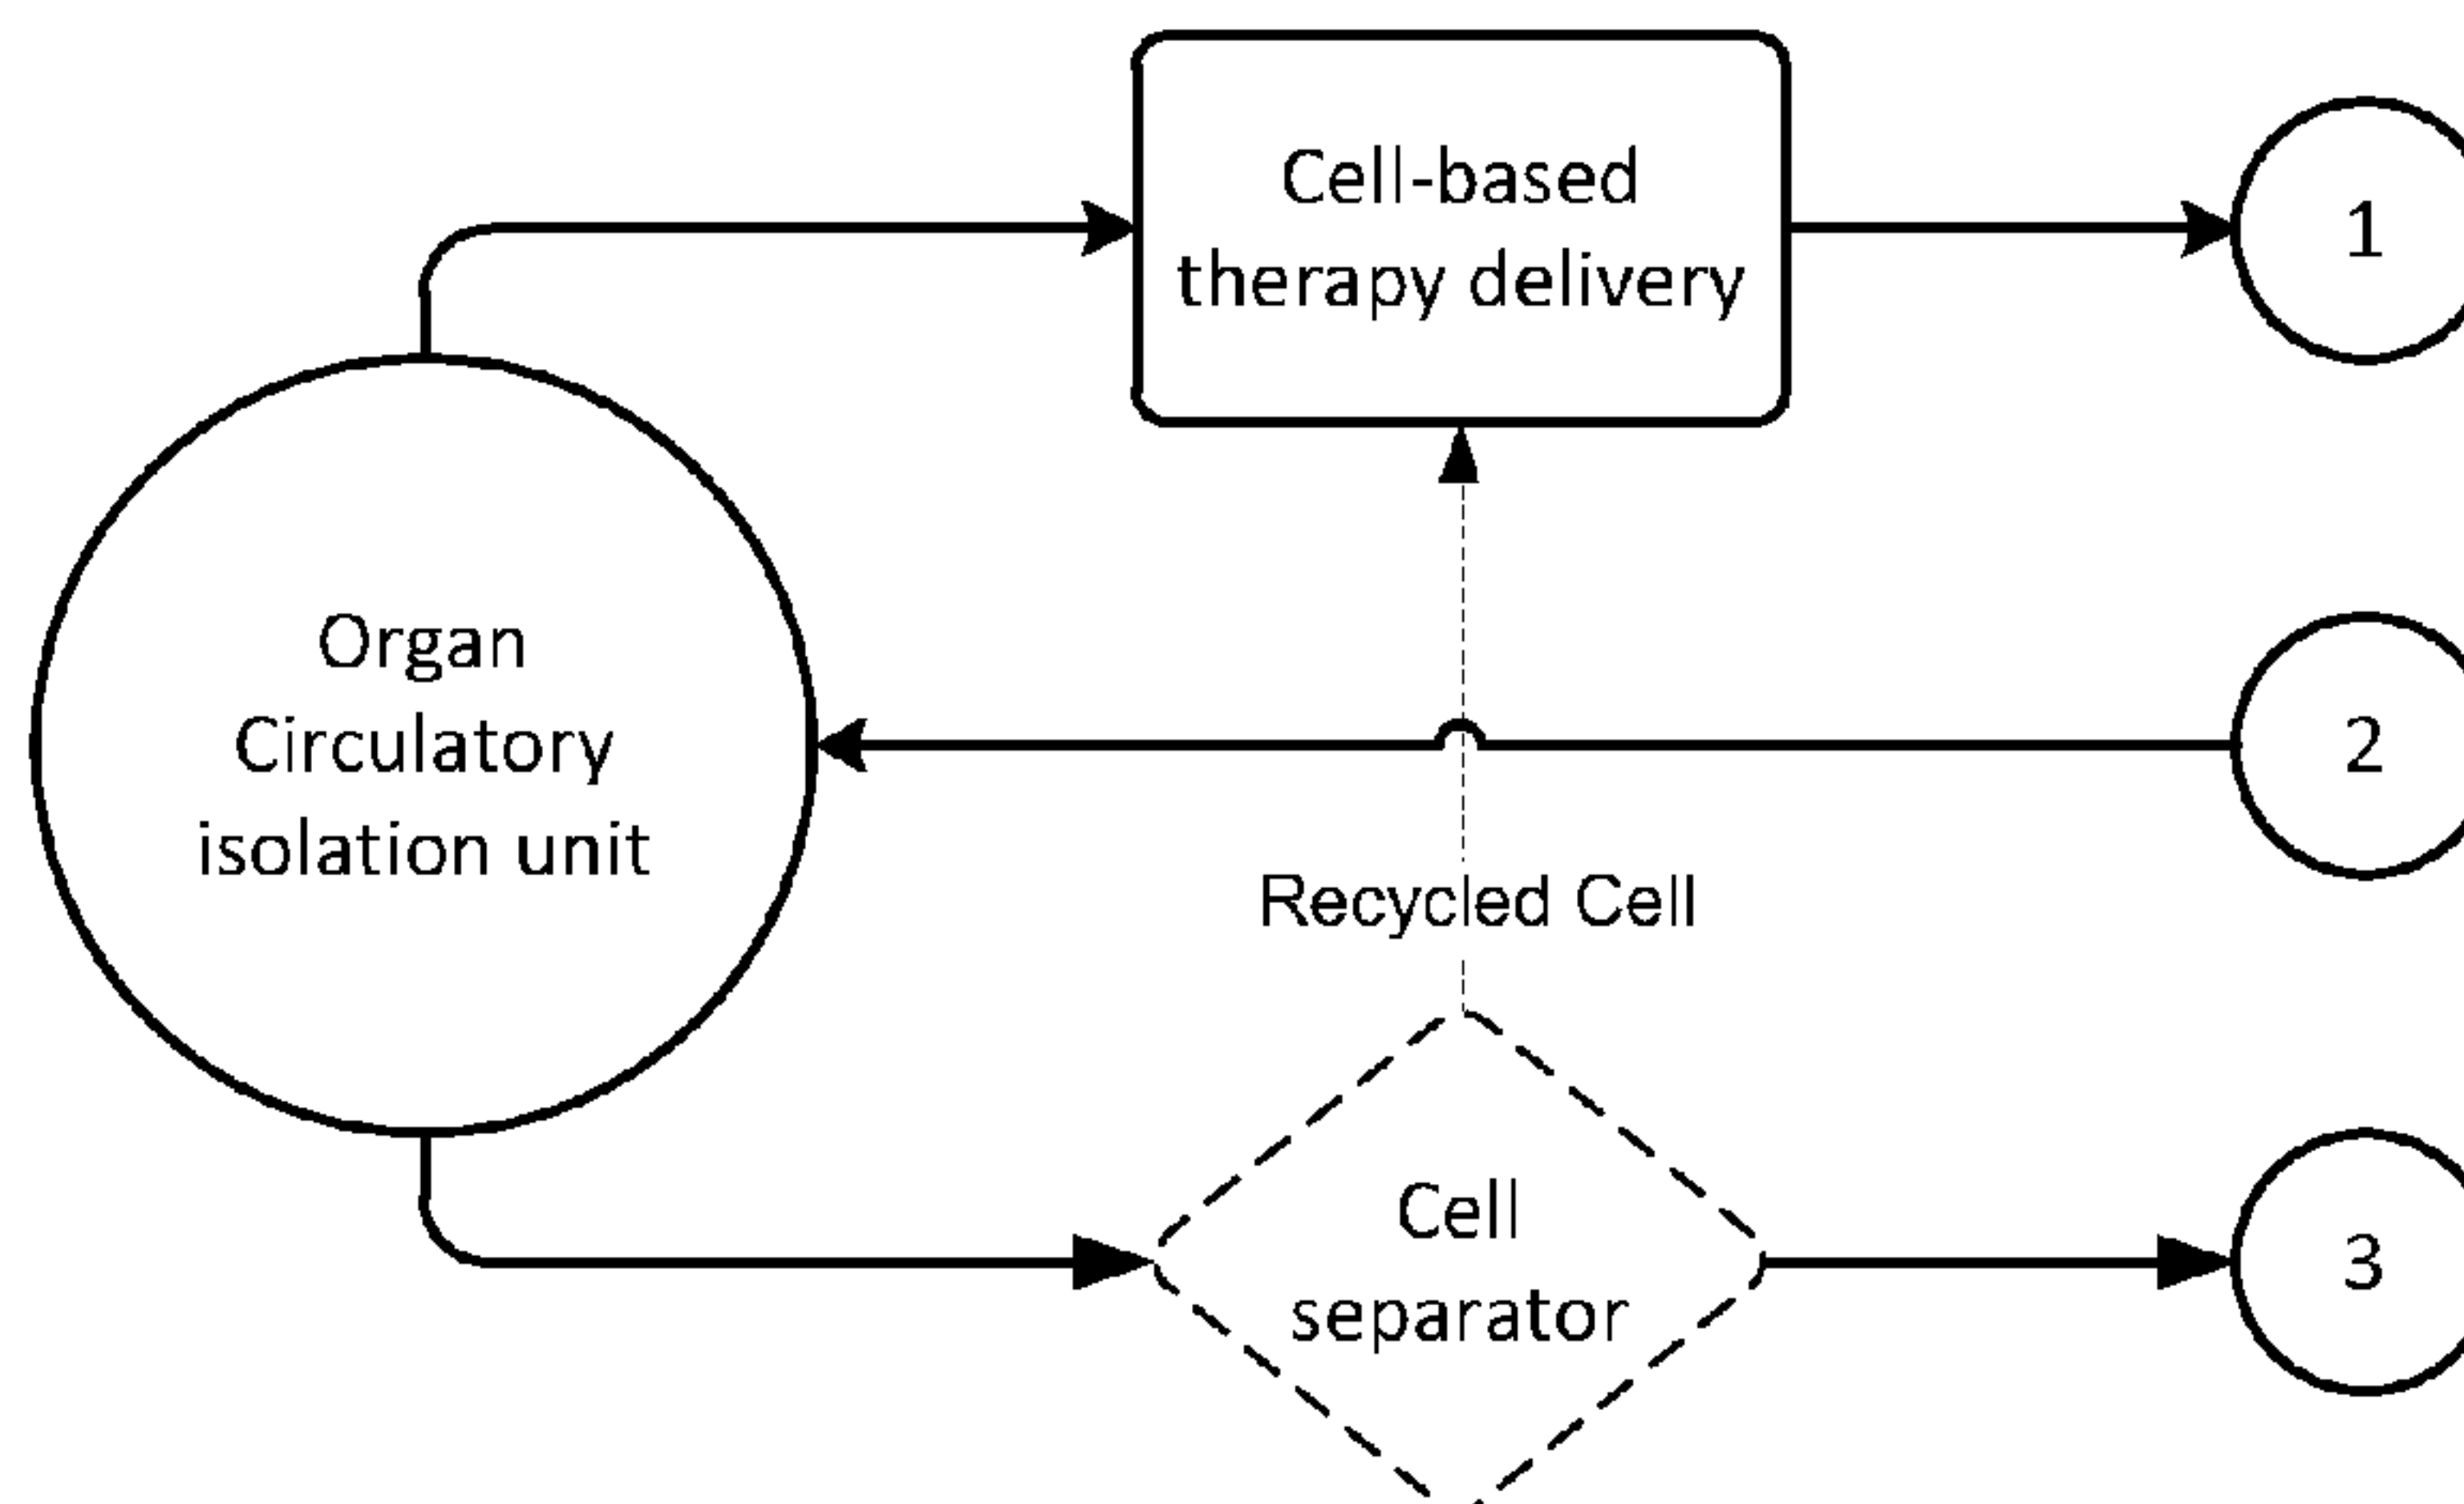 Cell-based
therapy delivery
1
Organ
Circulatory
isolation unit
2
Recycled Cell
Cell
separator
3